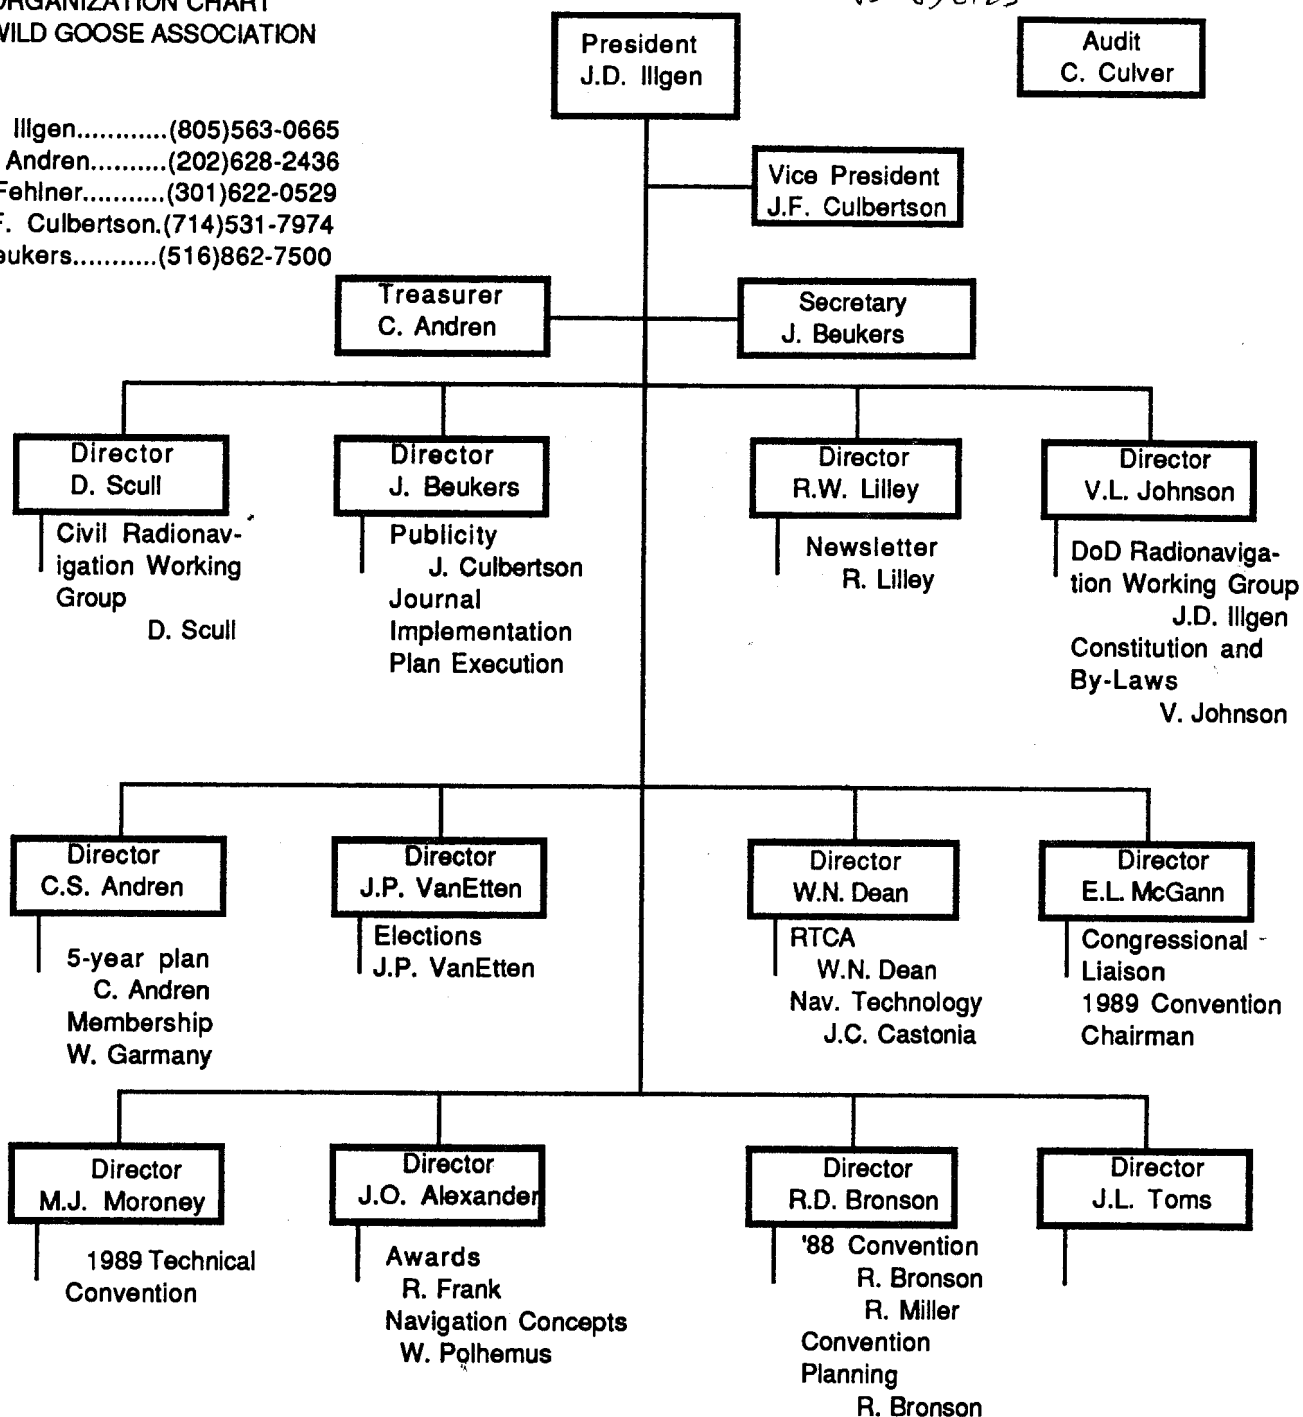 ORGANIZATION CHART
WILD GOOSE ASSOCIATION
Illgen............(805)563-0665
Andren..........(202)628-2436
Fehlner...........(301)622-0529
F. Culbertson.(714)531-7974
eukers...........(516)862-7500
President
J.D. Illgen
Audit
C. Culver
Vice President
J.F. Culbertson
Treasurer
C. Andren
Secretary
J. Beukers
Director
D. Scull
Civil Radionav-
igation Working
Group
D. Scull
Director
J. Beukers
Publicity
J. Culbertson
Journal
Implementation
Plan Execution
Director
R.W. Lilley
Newsletter
R. Lilley
Director
V.L. Johnson
DoD Radionaviga-
tion Working Group
J.D. Illgen
Constitution and
By-Laws
V. Johnson
Director
C.S. Andren
5-year plan
C. Andren
Membership
W. Garmany
Director
J.P. VanEtten
Elections
J.P. VanEtten
Director
W.N. Dean
RTCA
W.N. Dean
Nav. Technology
J.C. Castonia
Director
E.L. McGann
Congressional
Liaison
1989 Convention
Chairman
Director
M.J. Moroney
1989 Technical
Convention
Director
J.O. Alexander
Awards
R. Frank
Navigation Concepts
W. Polhemus
Director
R.D. Bronson
'88 Convention
R. Bronson
R. Miller
Convention
Planning
R. Bronson
Director
J.L. Toms